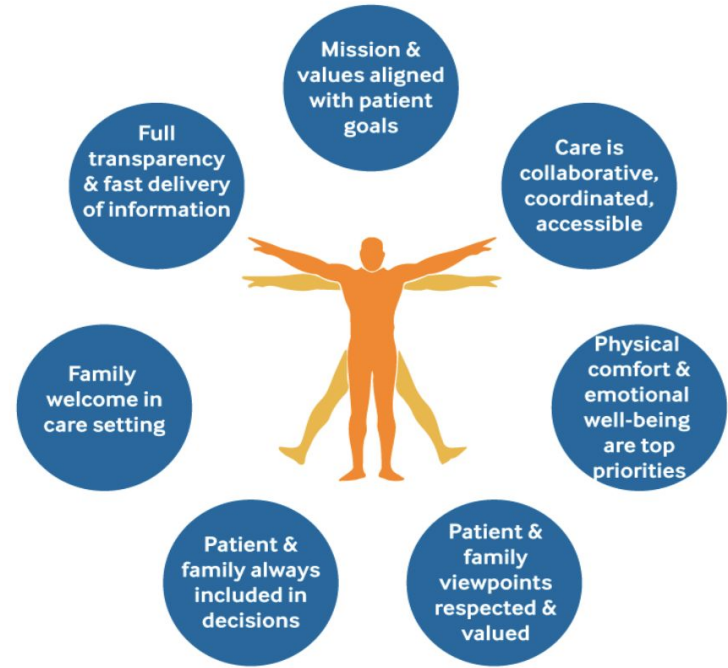 Mission &
values aligned
with patient
goals
Care is
collaborative,
coordinated,
accessible
Physical
comfort &
emotional
well-being
are top
priorities
Patient &
family
viewpoints
respected &
valued
Patient &
family always
included in
decisions
Family
welcome in
care setting
Full
transparency
& fast delivery
of information